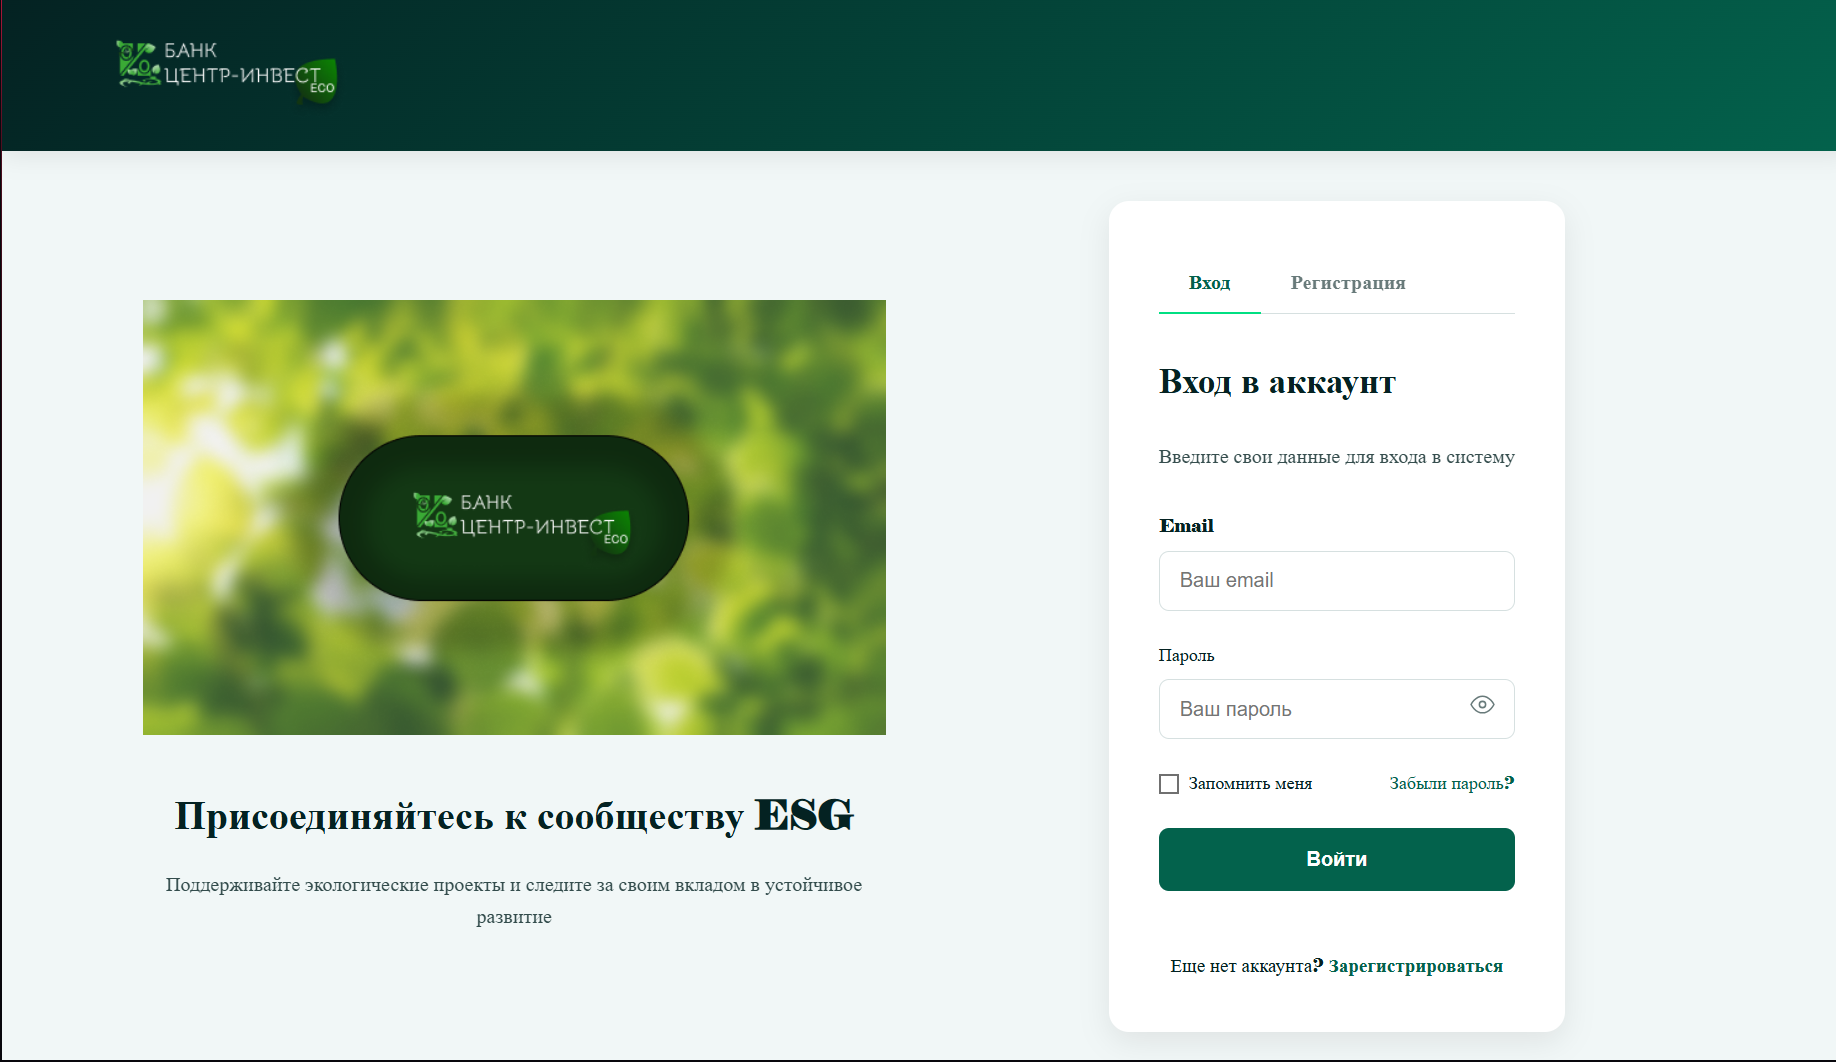 БАНК
ЦЕНТР-ИНВЕСТ
ECO
БАНК
ЦЕНТР-ИНВЕСТ
ECO
Присоединяйтесь к сообществу ESG
Поддерживайте экологические проекты и следите за своим вкладом в устойчивое
развитие
Вход Регистрация
Вход в аккаунт
Введите свои данные для входа в систему
Email
Ваш email
Пароль
Ваш пароль
Запомнить меня Забыли пароль?
Войти
Еще нет аккаунта? Зарегистрироваться